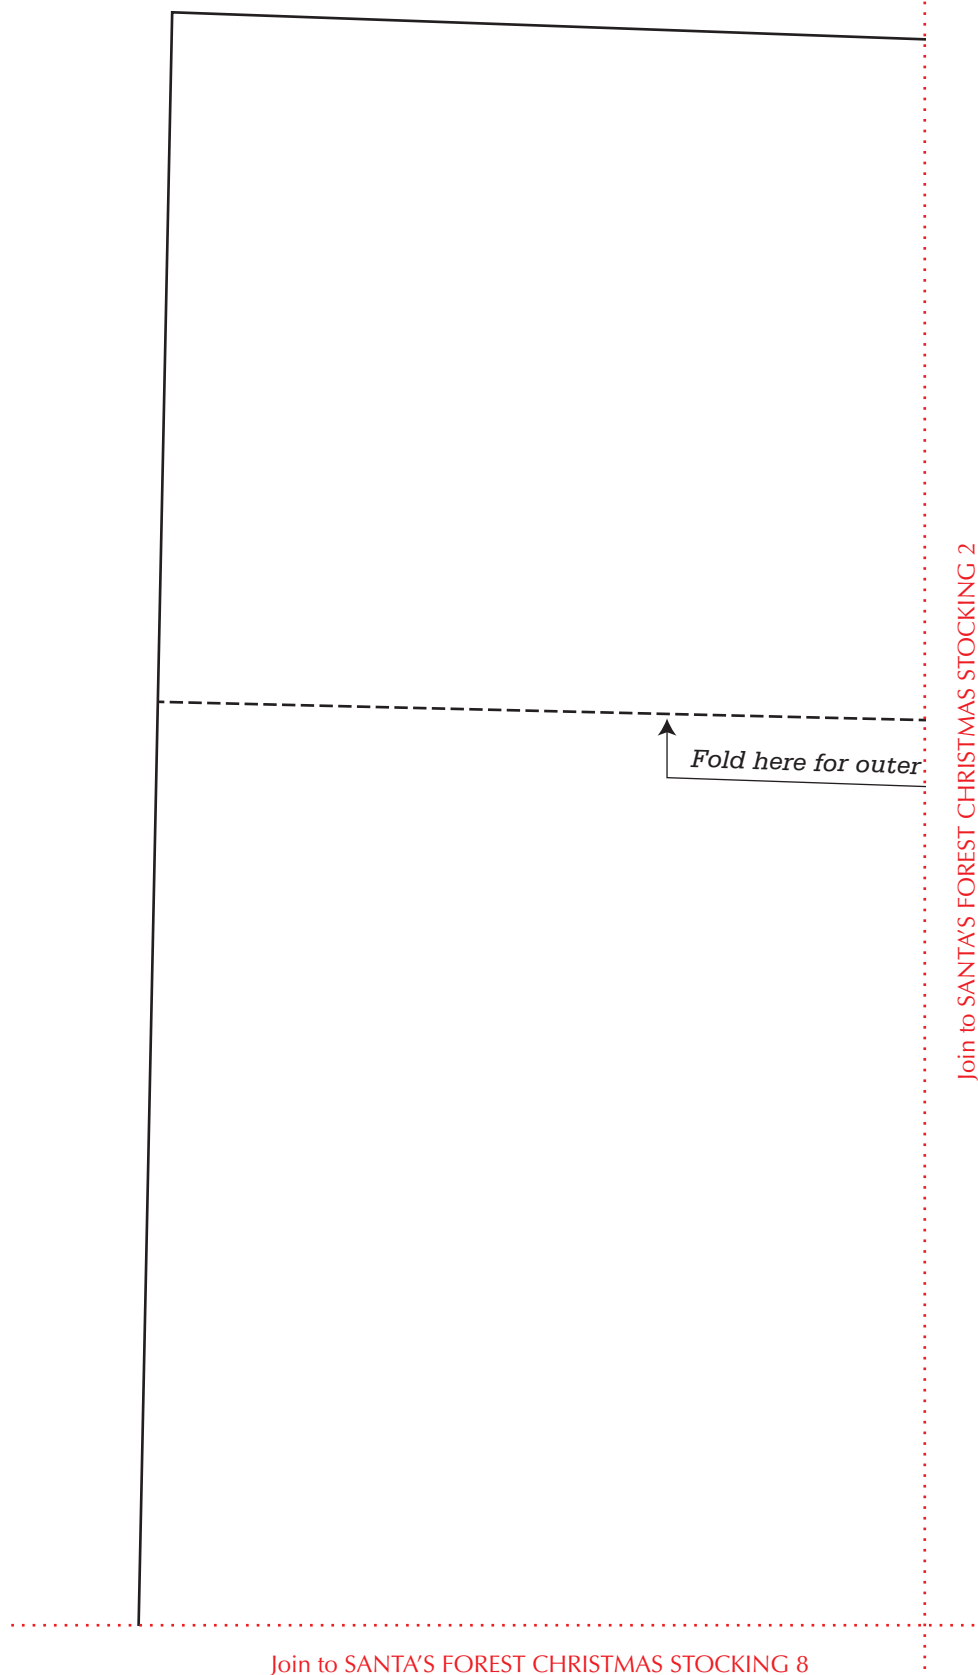 Fold here for outer
Join to SANTA'S FOREST CHRISTMAS STOCKING 2
Join to SANTA'S FOREST CHRISTMAS STOCKING 8